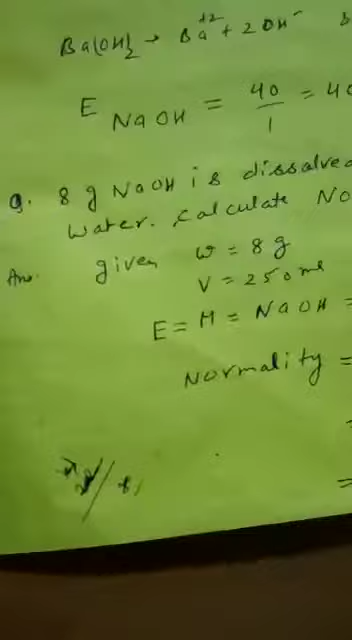 Ba(OH)2 → Ba+2 + 2OH-
E NaOH = 40/1 = 40
Q. 8 g NaOH is dissolved
water. calculate No
Ans. given w = 8 g
V = 250 ml
E = M = NaOH =
Normality =
=